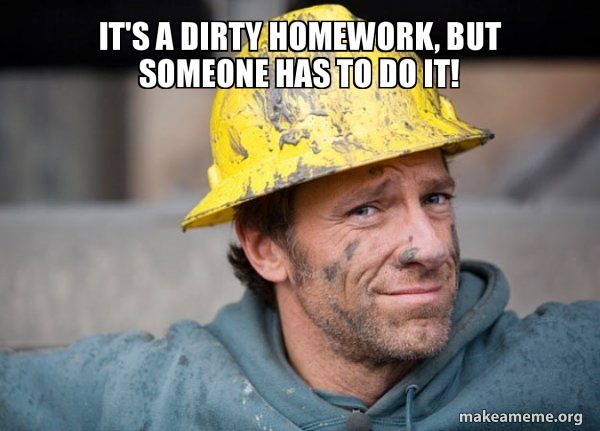 IT'S A DIRTY HOMEWORK, BUT
SOMEONE HAS TO DO IT!
makeameme.org